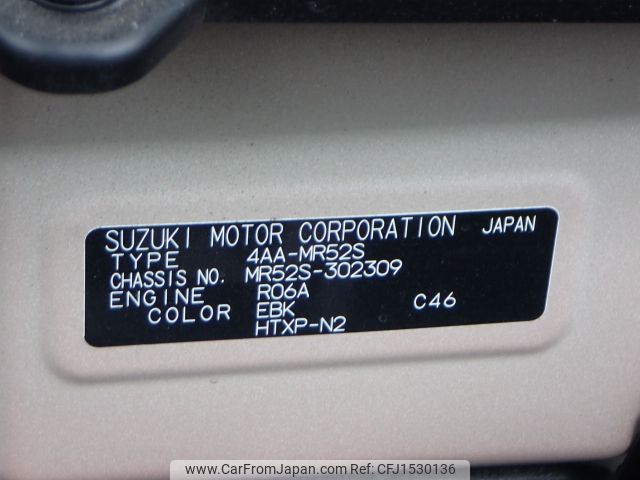 SUZUKI MOTOR CORPORATION JAPAN
TYPE 4AA-MR52S
CHASSIS NO. MR52S-302309
ENGINE R06A
COLOR EBK C46
HTXP-N2
www.CarFromJapan.com - CFJ1530136